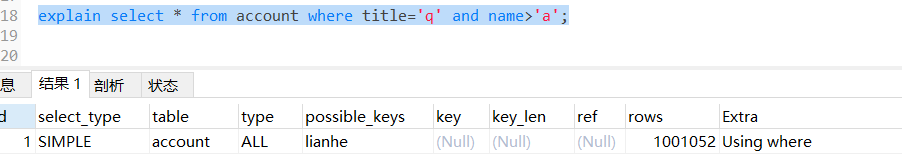 18 explain select * from account where title='q' and name>'a';
19
20
息 结果 1 剖析 状态
d select_type table type possible_keys key key_len ref rows Extra
1 SIMPLE account ALL lianhe (Null) (Null) (Null) 1001052 Using where